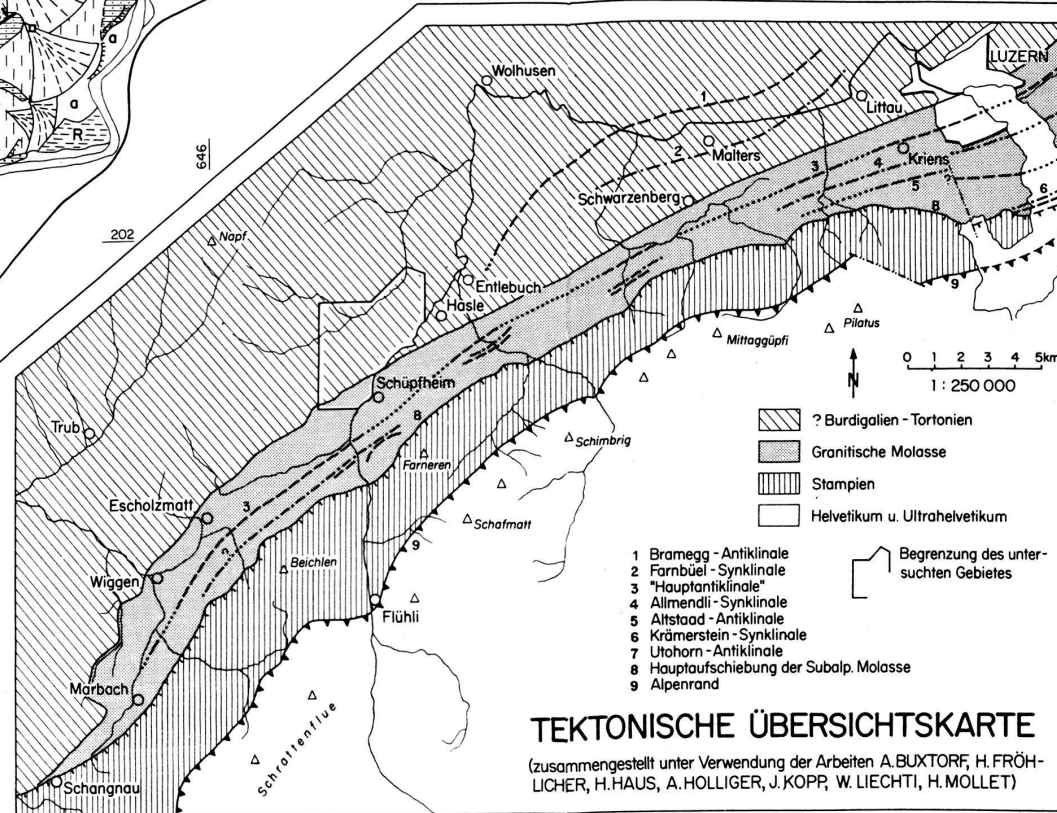 a
a
a
R
646
202
LUZERN
Wolhusen
1
Littau
2
Malters
3
4
Kriens
Schwarzenberg
5
?
6
8
Napf
Entlebuch
Hasle
9
Pilatus
Mittaggüpfi
N
0 1 2 3 4 5km
1 : 250 000
Schüpfheim
8
? Burdigalien - Tortonien
Trub
Schimbrig
Farneren
Granitische Molasse
Stampien
Escholzmatt
3
Schafmatt
Helvetikum u. Ultrahelvetikum
?
9
Beichlen
Wiggen
Flühli
1 Bramegg - Antiklinale
2 Farnbüel - Synklinale
3 "Hauptantiklinale"
4 Allmendli - Synklinale
5 Altstaad - Antiklinale
6 Krämerstein - Synklinale
7 Utohorn - Antiklinale
8 Hauptaufschiebung der Subalp. Molasse
9 Alpenrand
Begrenzung des unter-
suchten Gebietes
Marbach
Schrattenflue
Schangnau
TEKTONISCHE ÜBERSICHTSKARTE
(zusammengestellt unter Verwendung der Arbeiten A. BUXTORF, H. FRÖH-
LICHER, H. HAUS, A. HOLLIGER, J. KOPP, W. LIECHTI, H. MOLLET)